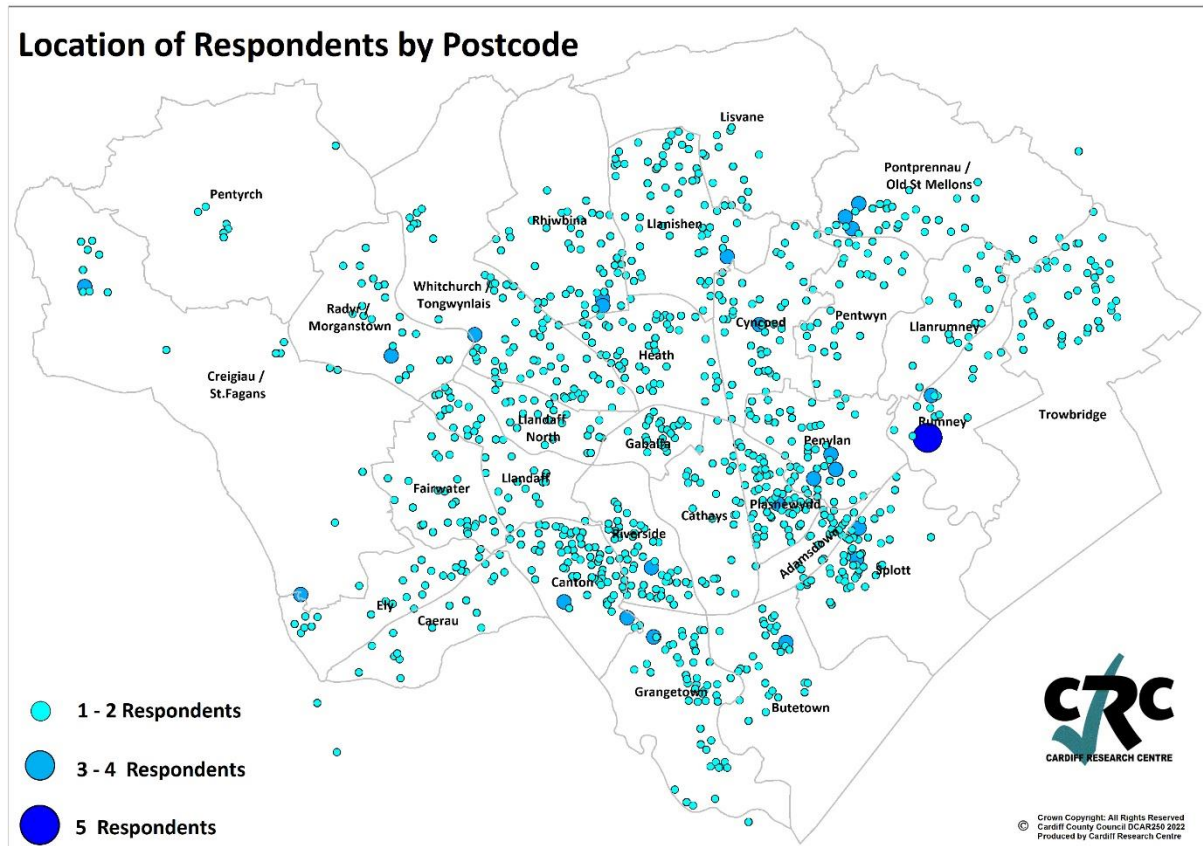 Location of Respondents by Postcode
Lisvane
Pontprennau /
Old St Mellons
Pentyrch
Rhiwbina
Llanishen
Whitchurch /
Tongwynlais
Radyr /
Morganstown
Cyncoed
Pentwyn
Llanrumney
Heath
Creigiau /
St.Fagans
Trowbridge
Rumney
Llandaff
North
Gabalfa
Penylan
Llandaff
Fairwater
Plasnewydd
Cathays
Riverside
Adamsdown
Splott
Canton
Ely
Caerau
Grangetown
Butetown
1 - 2 Respondents
3 - 4 Respondents
5 Respondents
CRC
CARDIFF RESEARCH CENTRE
© Crown Copyright: All Rights Reserved
Cardiff County Council DCAR250 2022
Produced by Cardiff Research Centre